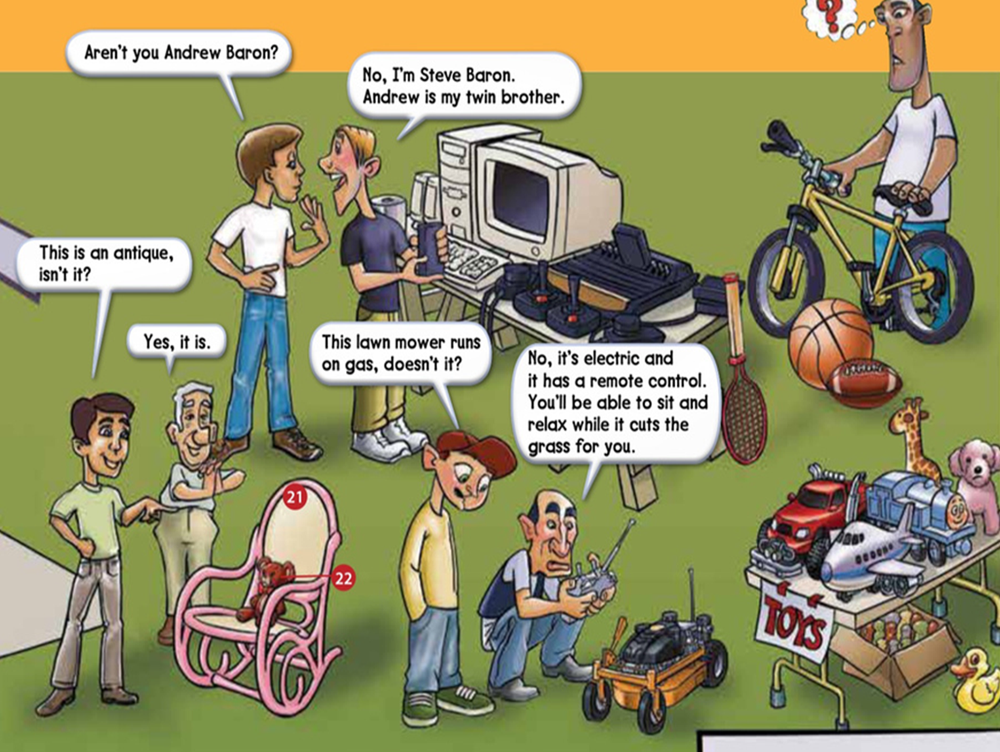 ?
Aren't you Andrew Baron?
No, I'm Steve Baron.
Andrew is my twin brother.
This is an antique,
isn't it?
Yes, it is.
This lawn mower runs
on gas, doesn't it?
No, it's electric and
it has a remote control.
You'll be able to sit and
relax while it cuts the
grass for you.
21
22
TOYS